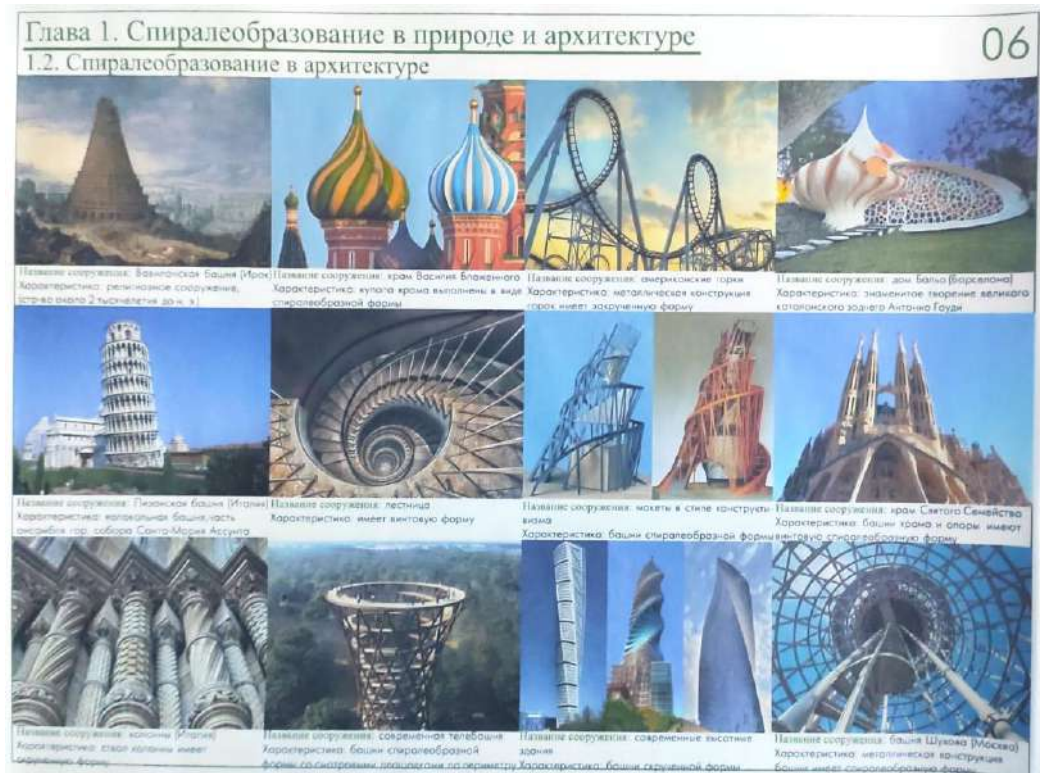 Глава 1. Спиралеобразование в природе и архитектуре
06
1.2. Спиралеобразование в архитектуре
Название сооружения: Вавилонская Башня (Ирак)
Характеристика: религиозное сооружение,
(стр-во около 2 тысячелетия до н. э.)
Название сооружения: храм Василия Блаженного
Характеристика: купола храма выполнены в виде
спиралеобразной формы
Название сооружения: американские горки
Характеристика: металлическая конструкция
горок имеет закрученную форму
Название сооружения: дом Бальо (Барселона)
Характеристика: знаменитое творение великого
каталонского зодчего Антонио Гауди
Название сооружения: Пизанская башня (Италия)
Характеристика: колокольная башня, часть
ансамбля гор. собора Санта-Мария Ассунта
Название сооружения: лестница
Характеристика: имеет винтовую форму
Название сооружения: макеты в стиле конструкти-
визма
Характеристика: башни спиралеобразной формы
Название сооружения: храм Святого Семейства
Характеристика: башни храма и опоры имеют
винтовую спиралеобразную форму
Название сооружения: колонны (Италия)
Характеристика: ствол колонны имеет
скрученную форму
Название сооружения: современная телебашня
Характеристика: башни спиралеобразной
формы со смотровыми площадками по периметру
Название сооружения: современные высотные
здания
Характеристика: башни скрученной формы
Название сооружения: башня Шухова (Москва)
Характеристика: металлическая конструкция
башни имеет спиралеобразную форму